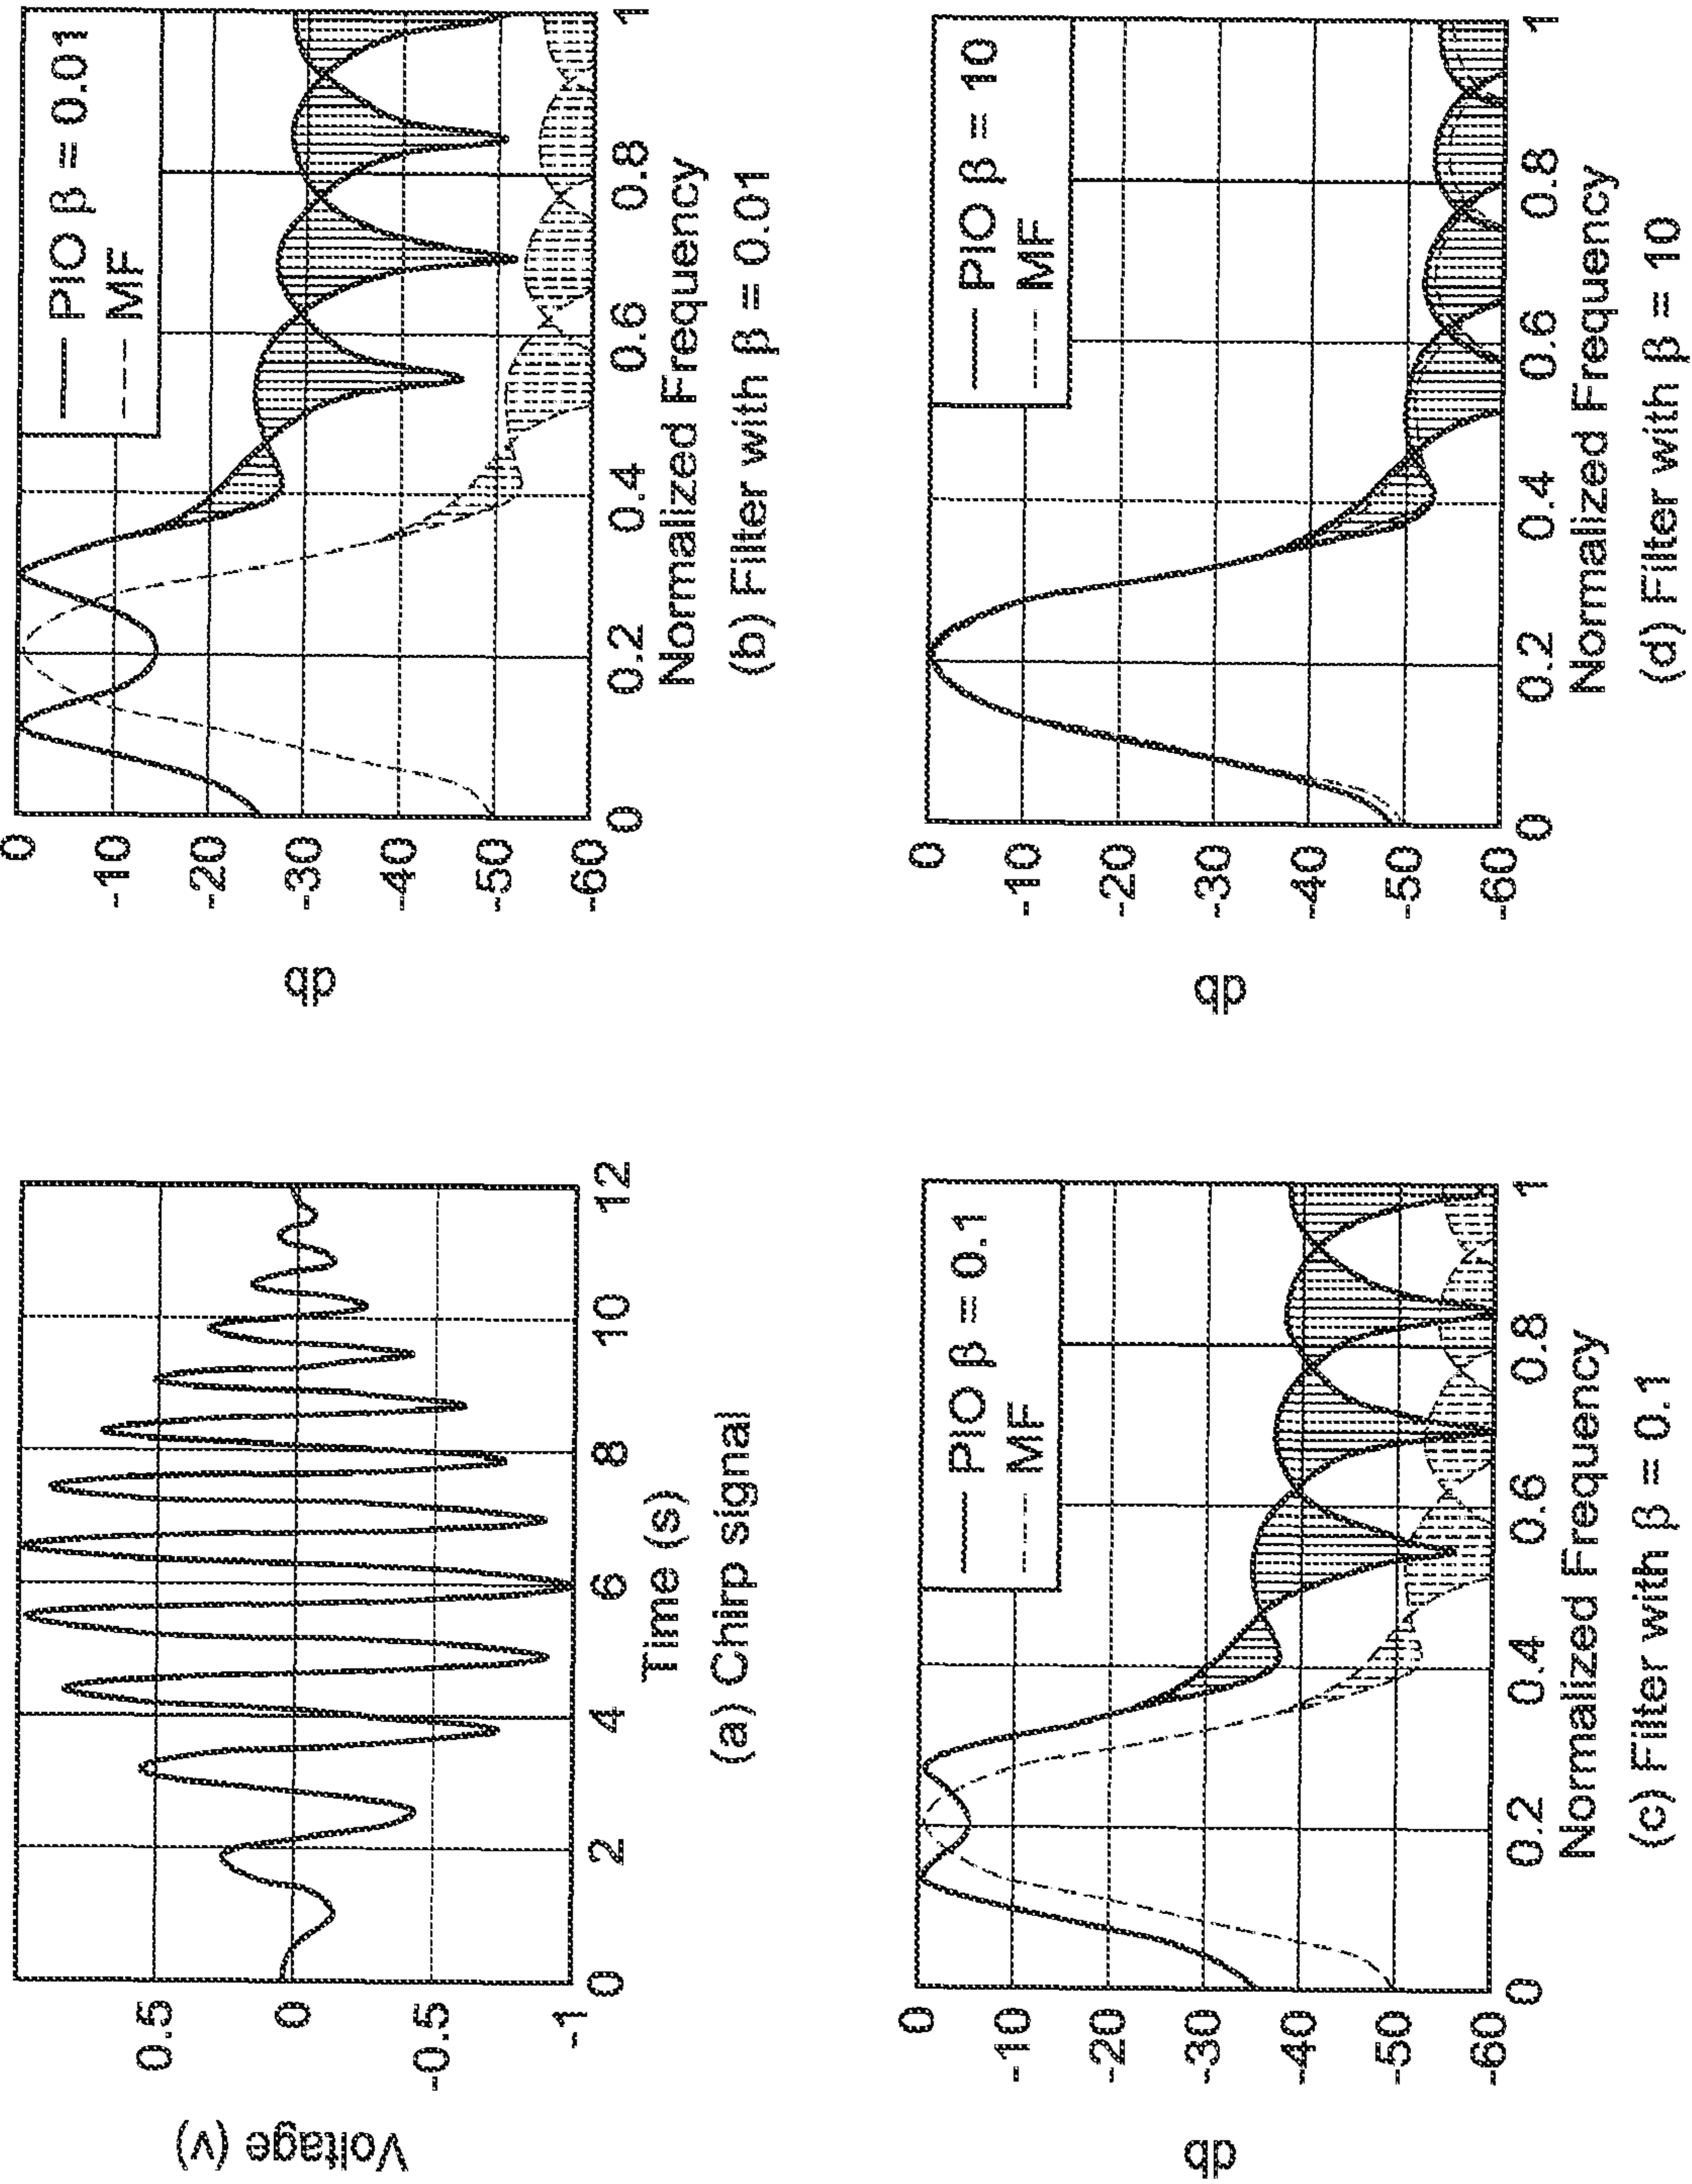 0.5
0
-0.5
-1
Voltage (v)
0 2 4 6 8 10 12
Time (s)
(a) Chirp signal
0
-10
-20
-30
-40
-50
-60
db
PIO β = 0.01
MF
0 0.2 0.4 0.6 0.8 1
Normalized Frequency
(b) Filter with β = 0.01
0
-10
-20
-30
-40
-50
-60
db
PIO β = 0.1
MF
0 0.2 0.4 0.6 0.8 1
Normalized Frequency
(c) Filter with β = 0.1
0
-10
-20
-30
-40
-50
-60
db
PIO β = 10
MF
0 0.2 0.4 0.6 0.8 1
Normalized Frequency
(d) Filter with β = 10